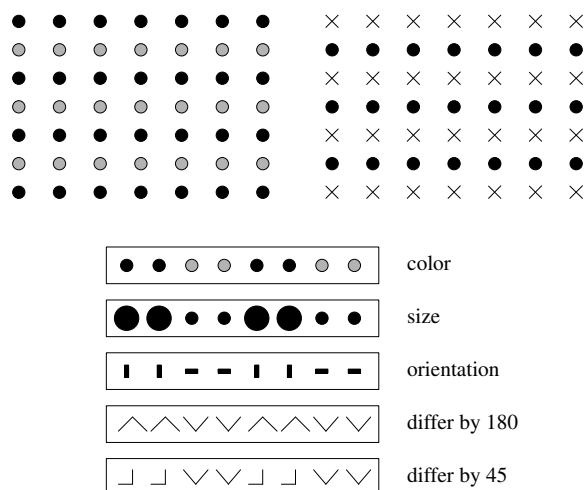 color
size
orientation
differ by 180
differ by 45